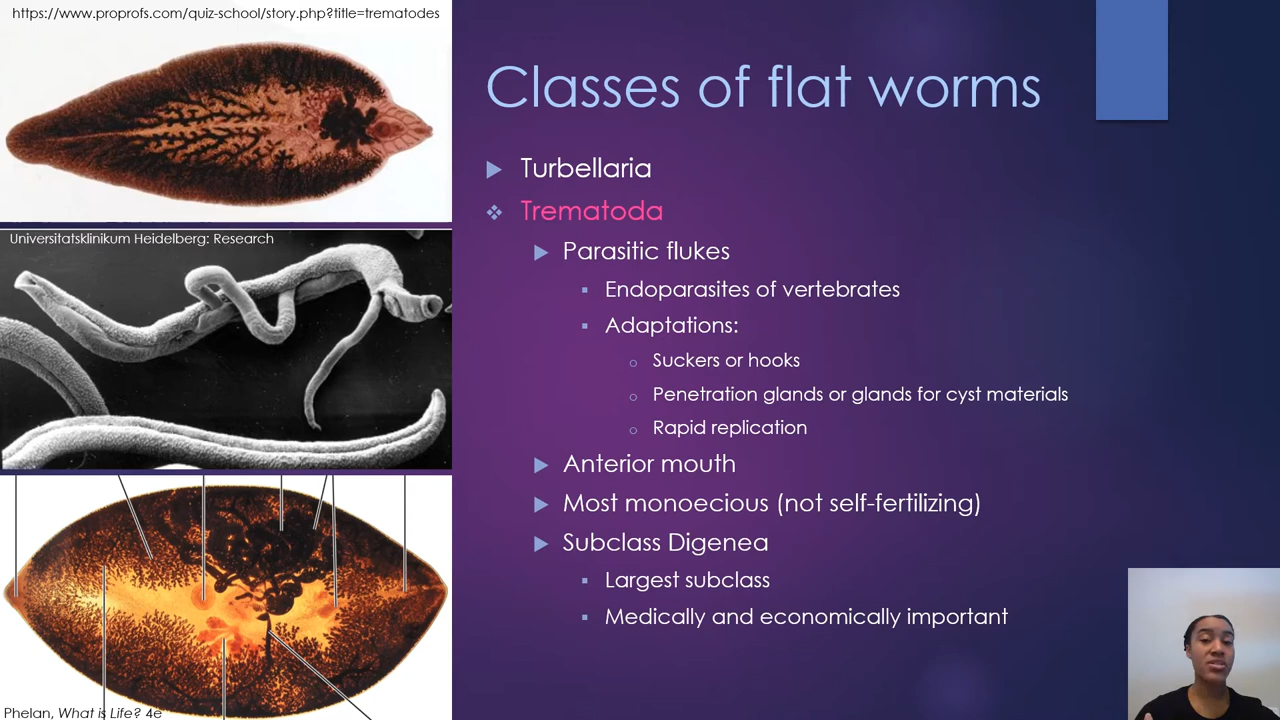 https://www.proprofs.com/quiz-school/story.php?title=trematodes
Universitatsklinikum Heidelberg: Research
Phelan, What is Life? 4e
Classes of flat worms
Turbellaria
Trematoda
Parasitic flukes
Endoparasites of vertebrates
Adaptations:
Suckers or hooks
Penetration glands or glands for cyst materials
Rapid replication
Anterior mouth
Most monoecious (not self-fertilizing)
Subclass Digenea
Largest subclass
Medically and economically important